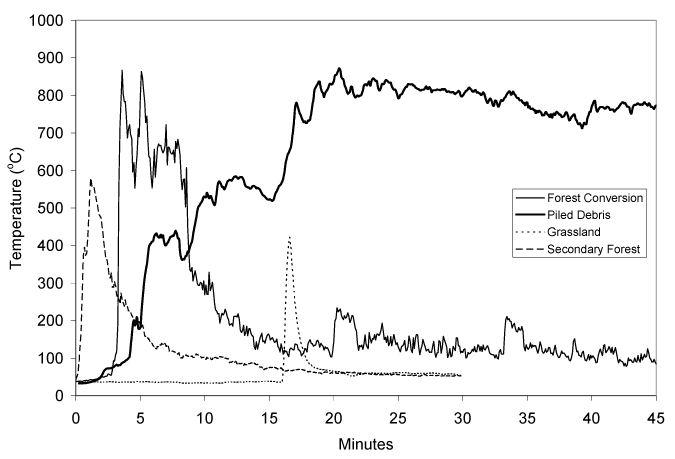 1000
900
800
700
600
500
400
300
200
100
0
Temperature (°C)
Forest Conversion
Piled Debris
Grassland
Secondary Forest
0 5 10 15 20 25 30 35 40 45
Minutes